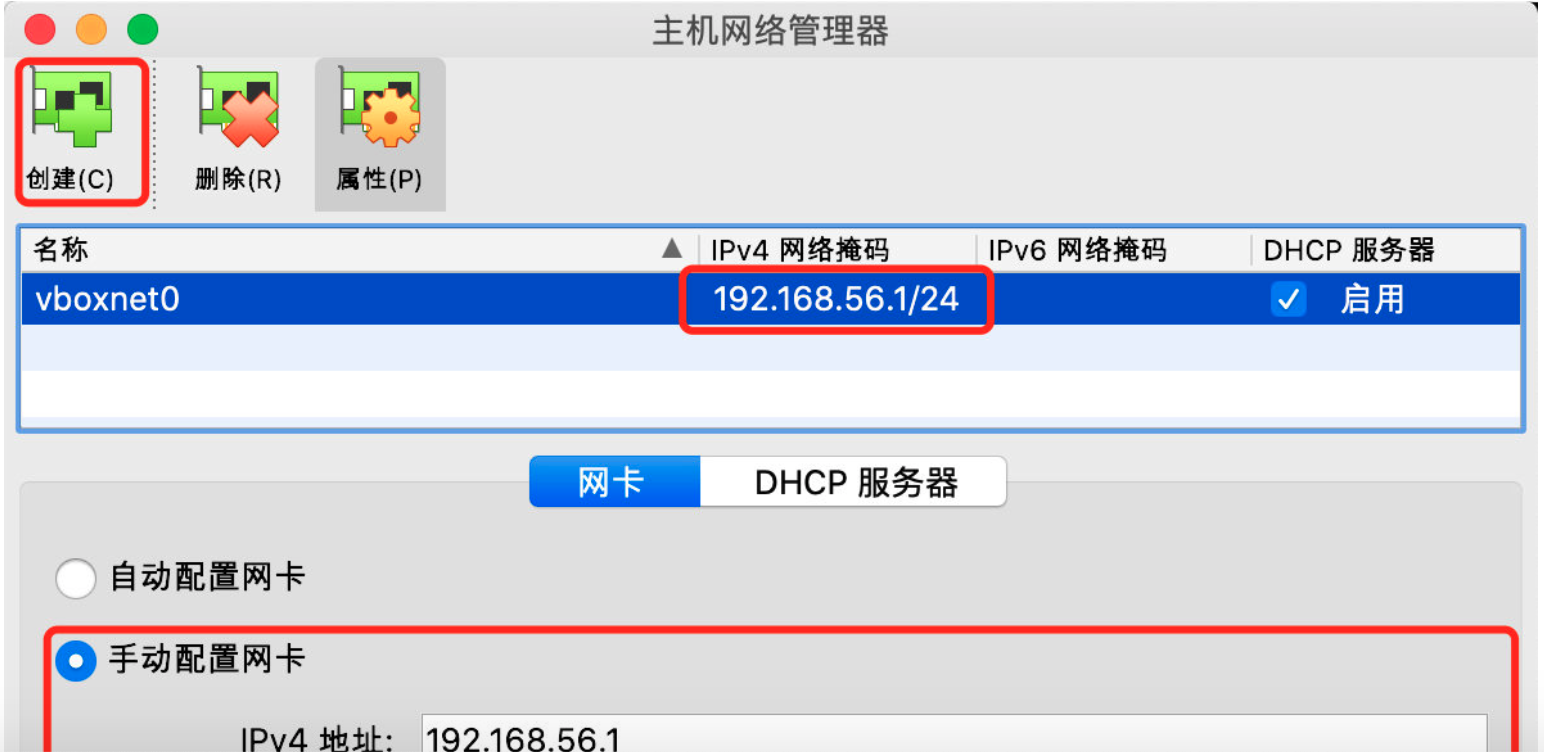 主机网络管理器
创建(C) 删除(R) 属性(P)
名称 IPv4 网络掩码 IPv6 网络掩码 DHCP 服务器
vboxnet0 192.168.56.1/24 启用
网卡 DHCP 服务器
自动配置网卡
手动配置网卡
IPv4 地址: 192.168.56.1